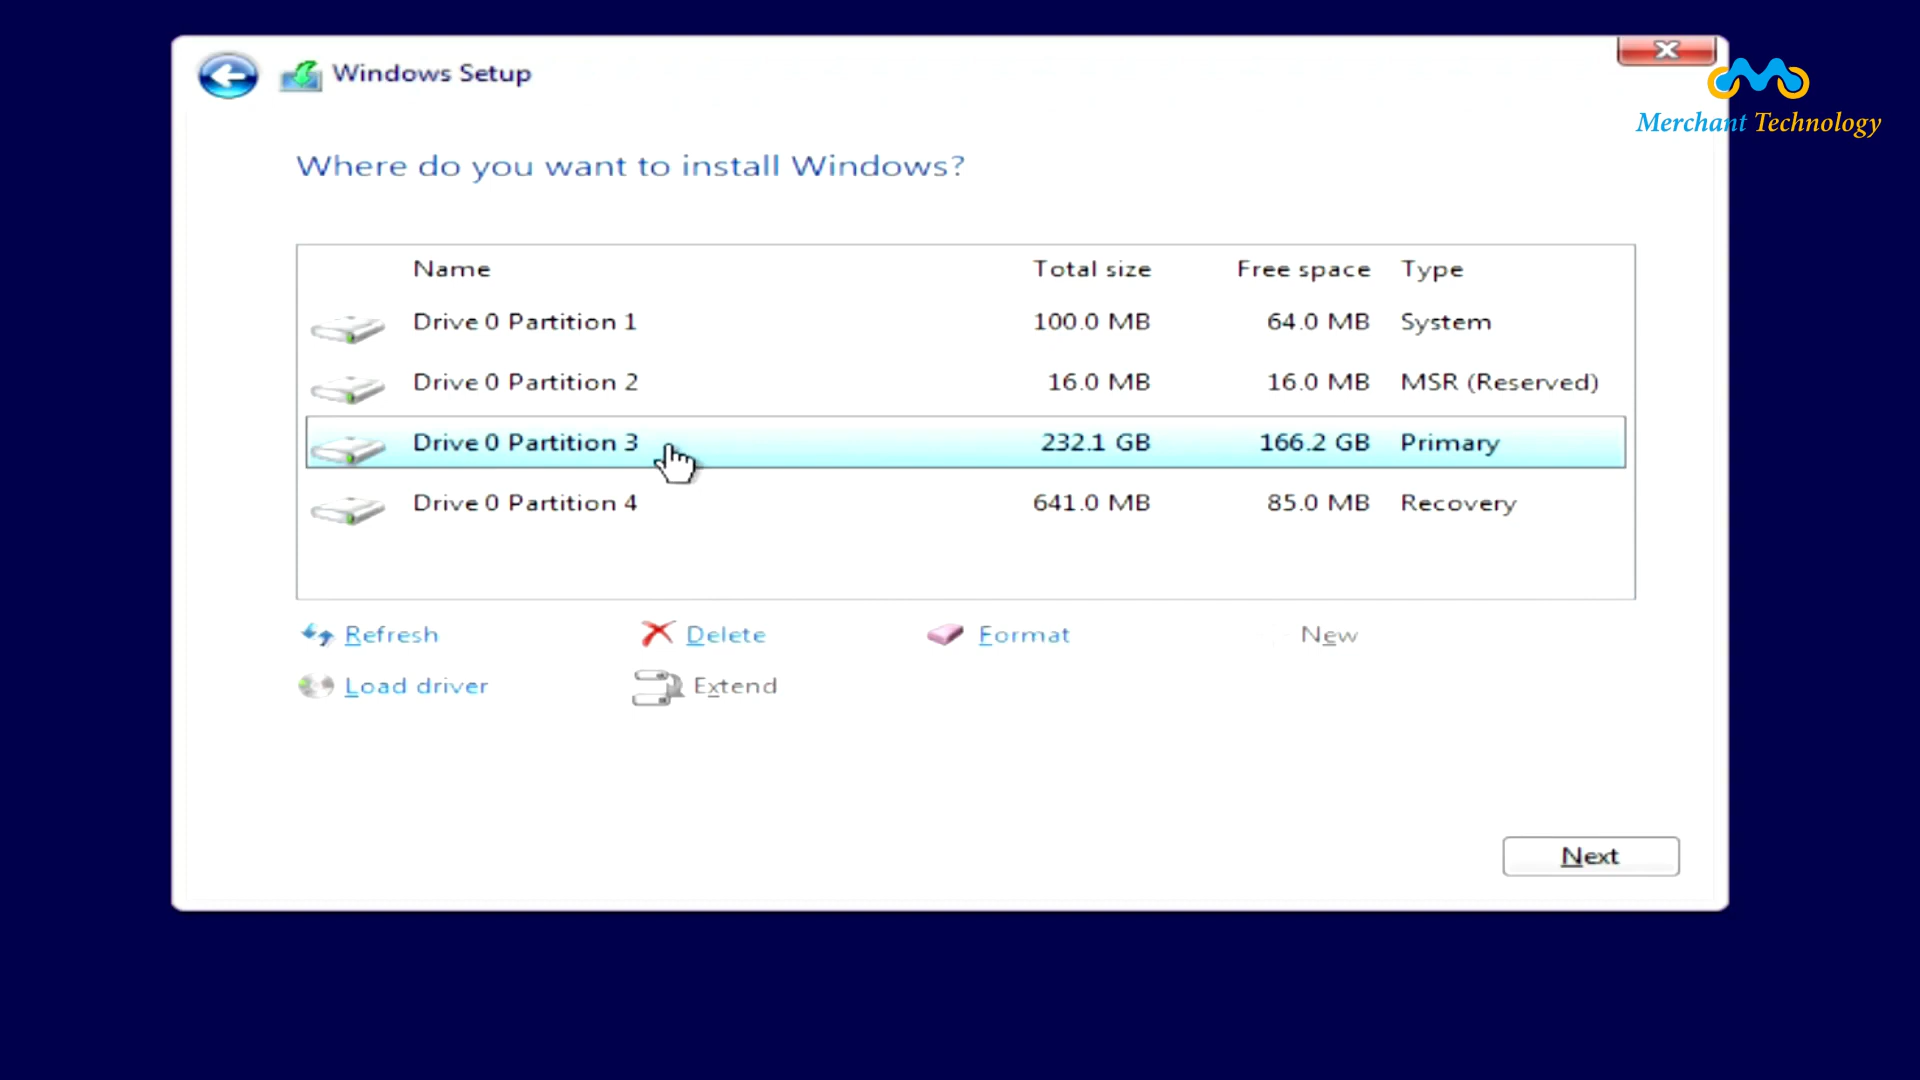 Windows Setup
Merchant Technology
Where do you want to install Windows?
Name Total size Free space Type
Drive 0 Partition 1 100.0 MB 64.0 MB System
Drive 0 Partition 2 16.0 MB 16.0 MB MSR (Reserved)
Drive 0 Partition 3 232.1 GB 166.2 GB Primary
Drive 0 Partition 4 641.0 MB 85.0 MB Recovery
Refresh Delete Format New
Load driver Extend
Next